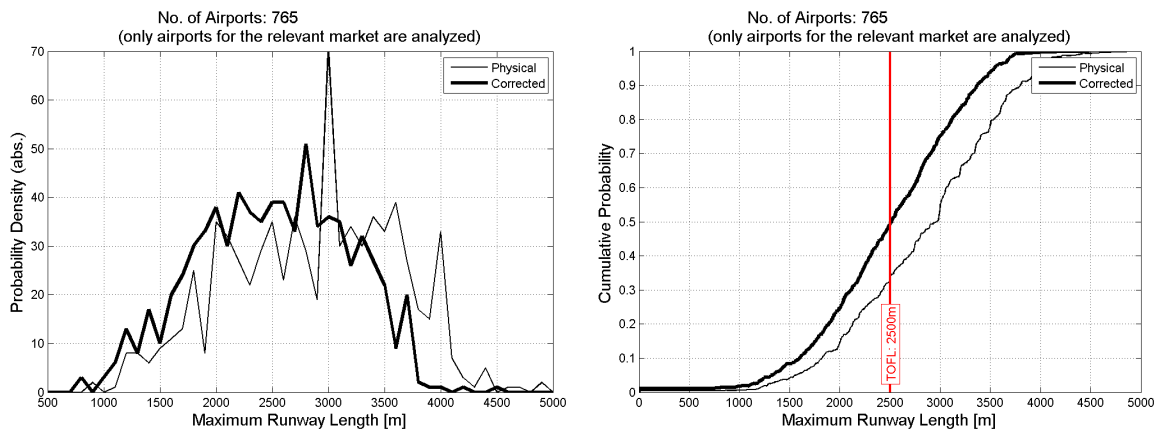 No. of Airports: 765
(only airports for the relevant market are analyzed)
Probability Density (abs.)
70
60
50
40
30
20
10
0
Physical
Corrected
500 1000 1500 2000 2500 3000 3500 4000 4500 5000
Maximum Runway Length [m]
No. of Airports: 765
(only airports for the relevant market are analyzed)
Cumulative Probability
1
0.9
0.8
0.7
0.6
0.5
0.4
0.3
0.2
0.1
0
Physical
Corrected
TOFL: 2500m
0 500 1000 1500 2000 2500 3000 3500 4000 4500 5000
Maximum Runway Length [m]